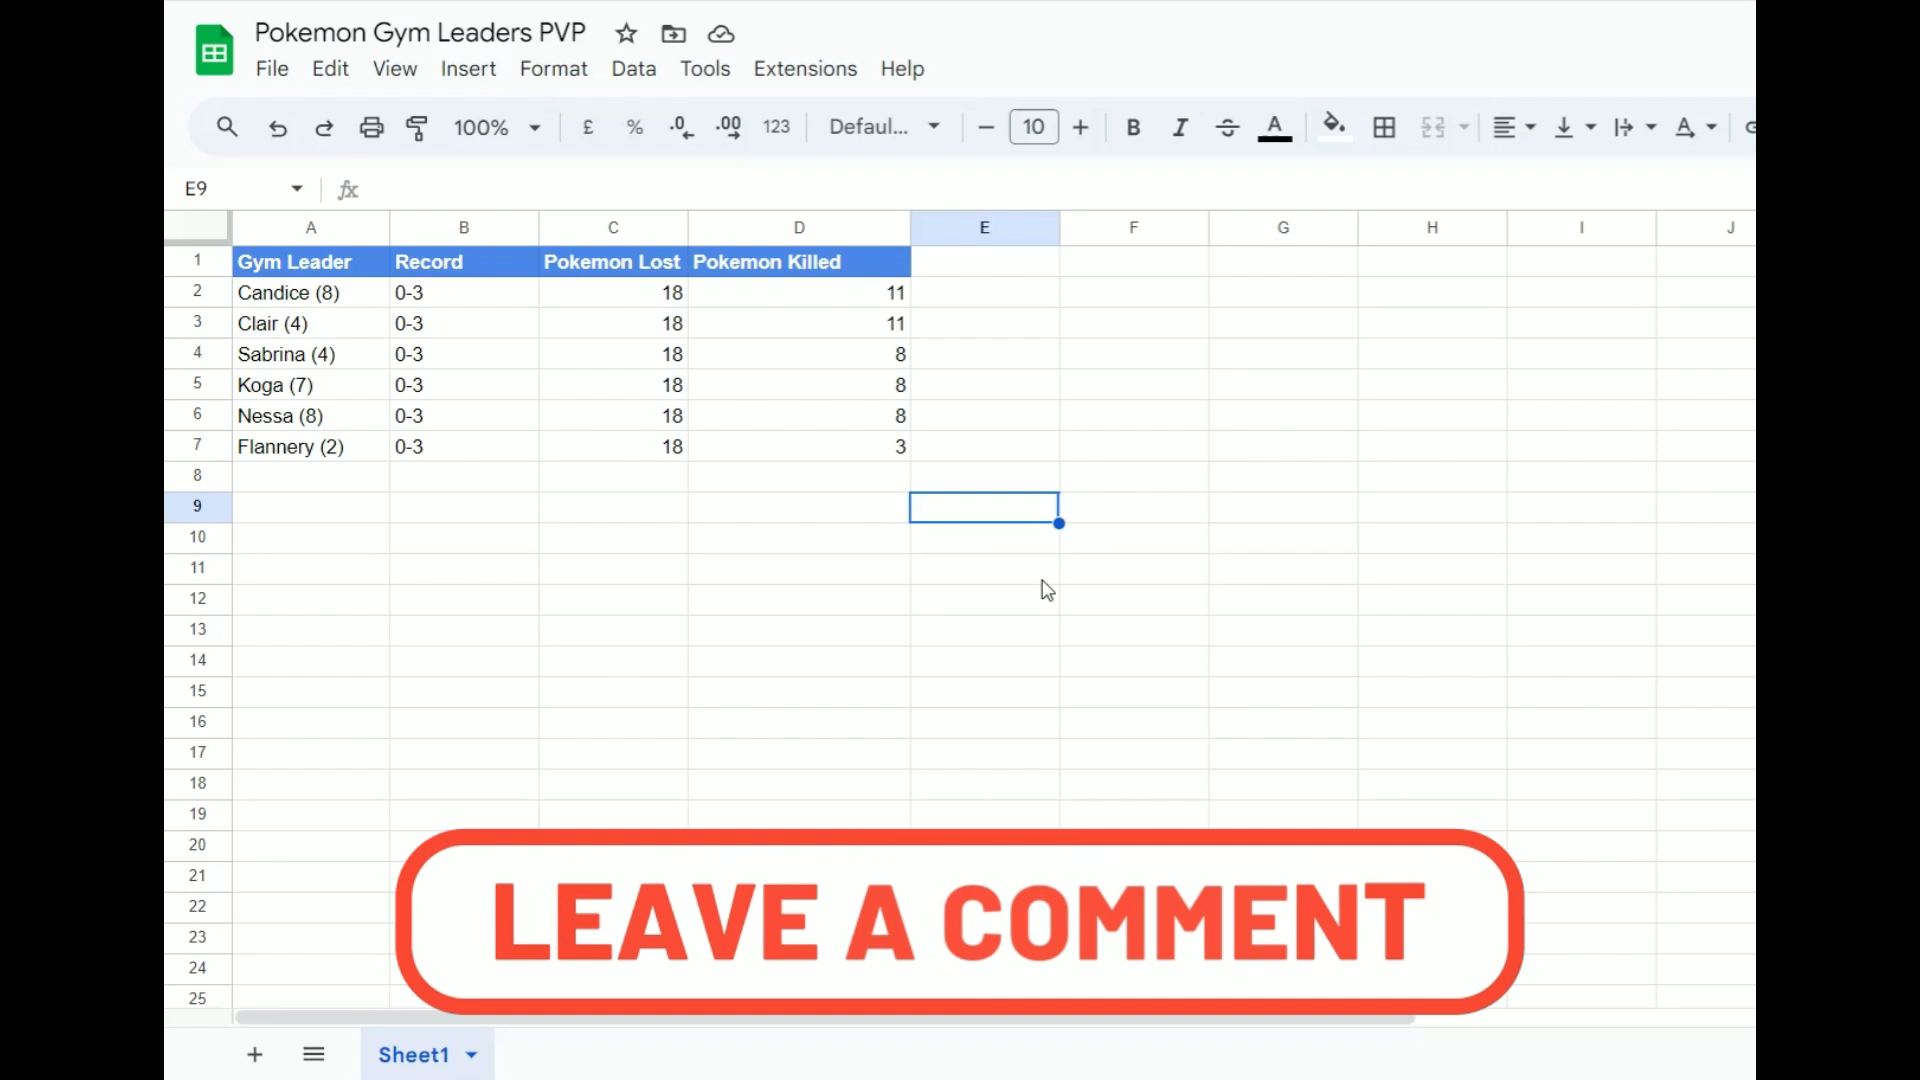 Pokemon Gym Leaders PVP
File Edit View Insert Format Data Tools Extensions Help
100% £ % .0 .00 123 Defaul... 10 B I A A
E9 fx
A B C D E F G H I J
1 Gym Leader Record Pokemon Lost Pokemon Killed
2 Candice (8) 0-3 18 11
3 Clair (4) 0-3 18 11
4 Sabrina (4) 0-3 18 8
5 Koga (7) 0-3 18 8
6 Nessa (8) 0-3 18 8
7 Flannery (2) 0-3 18 3
8
9
10
11
12
13
14
15
16
17
18
19
20
21
22
23
24
25
LEAVE A COMMENT
Sheet1